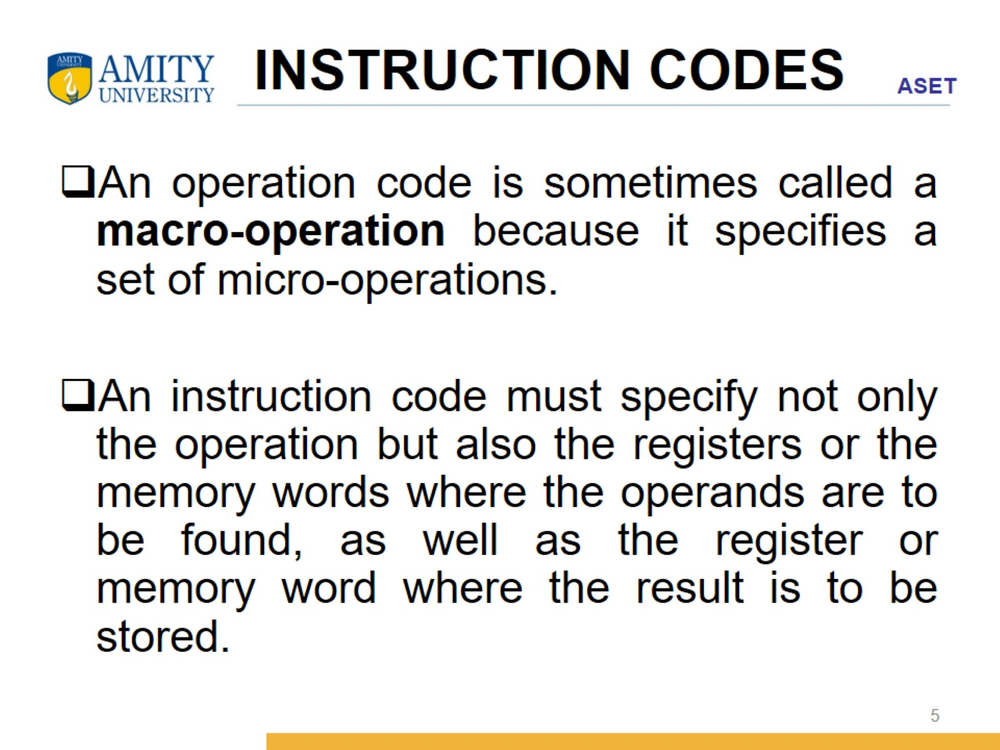 AMITY
UNIVERSITY
AMITY
UNIVERSITY
INSTRUCTION CODES
ASET
❑An operation code is sometimes called a
macro-operation because it specifies a
set of micro-operations.
❑An instruction code must specify not only
the operation but also the registers or the
memory words where the operands are to
be found, as well as the register or
memory word where the result is to be
stored.
5